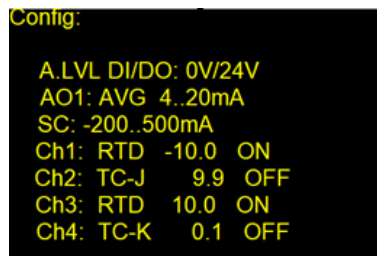 Config:
A.LVL DI/DO: 0V/24V
AO1: AVG 4..20mA
SC: -200..500mA
Ch1: RTD -10.0 ON
Ch2: TC-J 9.9 OFF
Ch3: RTD 10.0 ON
Ch4: TC-K 0.1 OFF